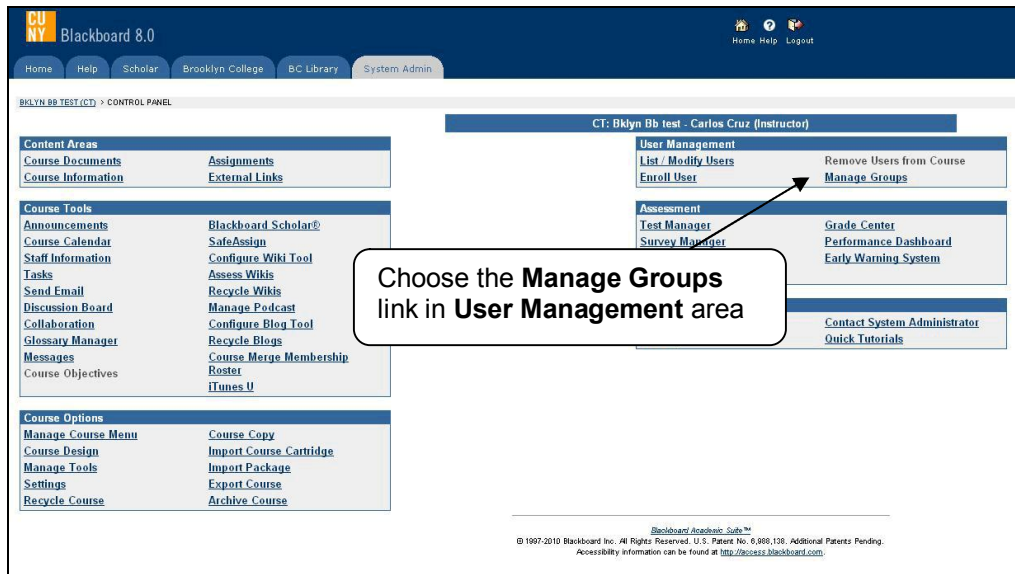 CU
NY Blackboard 8.0
Home Help Logout
Home Help Scholar Brooklyn College BC Library System Admin
BKLYN BB TEST (CT) > CONTROL PANEL
CT: Bklyn Bb test - Carlos Cruz (Instructor)
Content Areas
Course Documents Assignments
Course Information External Links
User Management
List / Modify Users Remove Users from Course
Enroll User Manage Groups
Course Tools
Announcements Blackboard Scholar®
Course Calendar SafeAssign
Staff Information Configure Wiki Tool
Tasks Assess Wikis
Send Email Recycle Wikis
Discussion Board Manage Podcast
Collaboration Configure Blog Tool
Glossary Manager Recycle Blogs
Messages Course Merge Membership
Course Objectives Roster
iTunes U
Assessment
Test Manager Grade Center
Survey Manager Performance Dashboard
Early Warning System
Choose the Manage Groups
link in User Management area
Contact System Administrator
Quick Tutorials
Course Options
Manage Course Menu Course Copy
Course Design Import Course Cartridge
Manage Tools Import Package
Settings Export Course
Recycle Course Archive Course
Blackboard Academic Suite™
© 1997-2010 Blackboard Inc. All Rights Reserved. U.S. Patent No. 6,988,138. Additional Patents Pending.
Accessibility information can be found at http://access.blackboard.com.